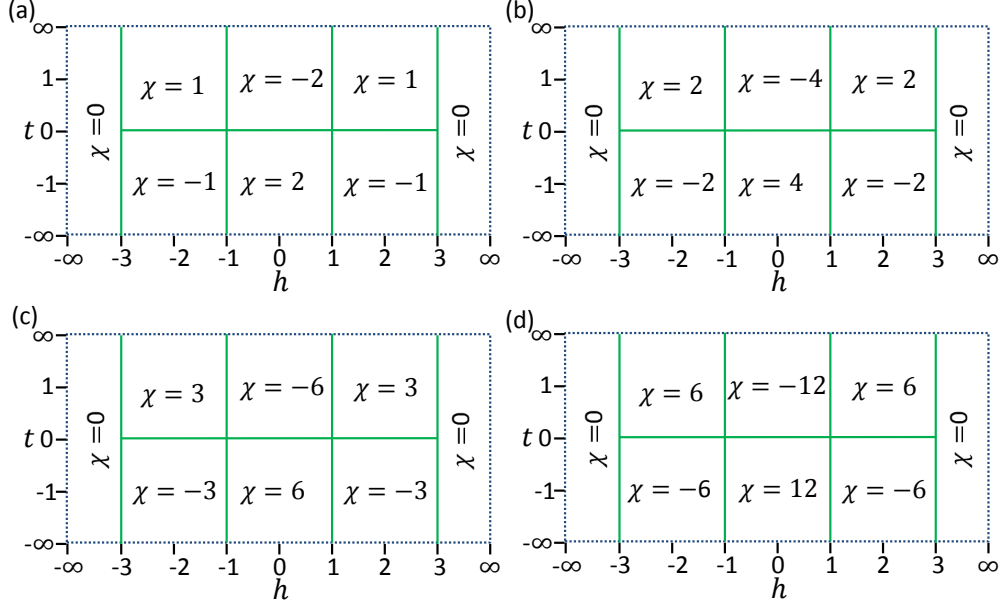 (a)
∞
1
t 0
-1
-∞
χ =0
χ = 1
χ = −2
χ = 1
χ = −1
χ = 2
χ = −1
χ =0
-∞ -3 -2 -1 0 1 2 3 ∞
h
(b)
∞
1
t 0
-1
-∞
χ =0
χ = 2
χ = −4
χ = 2
χ = −2
χ = 4
χ = −2
χ =0
-∞ -3 -2 -1 0 1 2 3 ∞
h
(c)
∞
1
t 0
-1
-∞
χ =0
χ = 3
χ = −6
χ = 3
χ = −3
χ = 6
χ = −3
χ =0
-∞ -3 -2 -1 0 1 2 3 ∞
h
(d)
∞
1
t 0
-1
-∞
χ =0
χ = 6
χ = −12
χ = 6
χ = −6
χ = 12
χ = −6
χ =0
-∞ -3 -2 -1 0 1 2 3 ∞
h